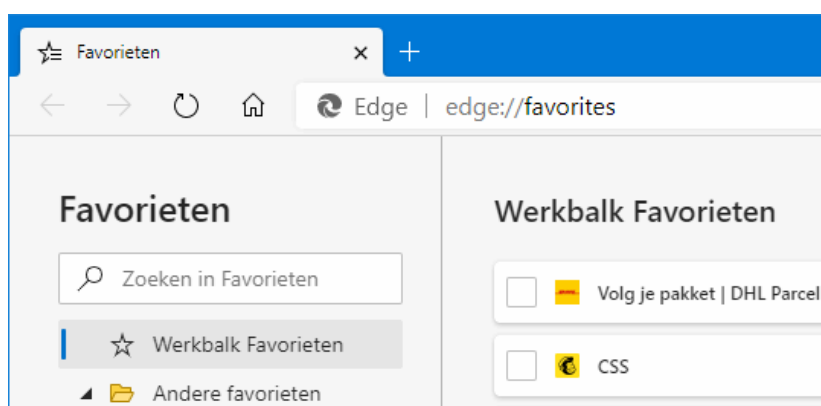 Favorieten
Edge | edge://favorites
Favorieten
Zoeken in Favorieten
Werkbalk Favorieten
Andere favorieten
Werkbalk Favorieten
Volg je pakket | DHL Parcel
CSS